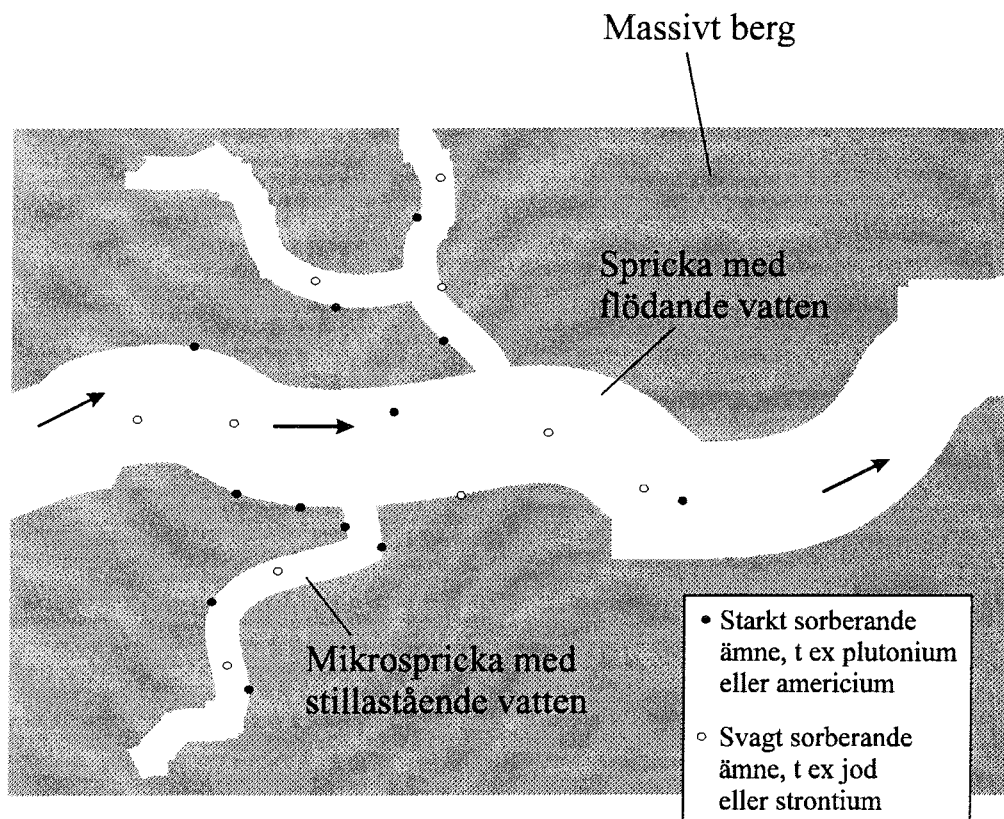 Massivt berg
Spricka med
flödande vatten
Mikrospricka med
stillastående vatten
Starkt sorberande
ämne, t ex plutonium
eller americium
Svagt sorberande
ämne, t ex jod
eller strontium